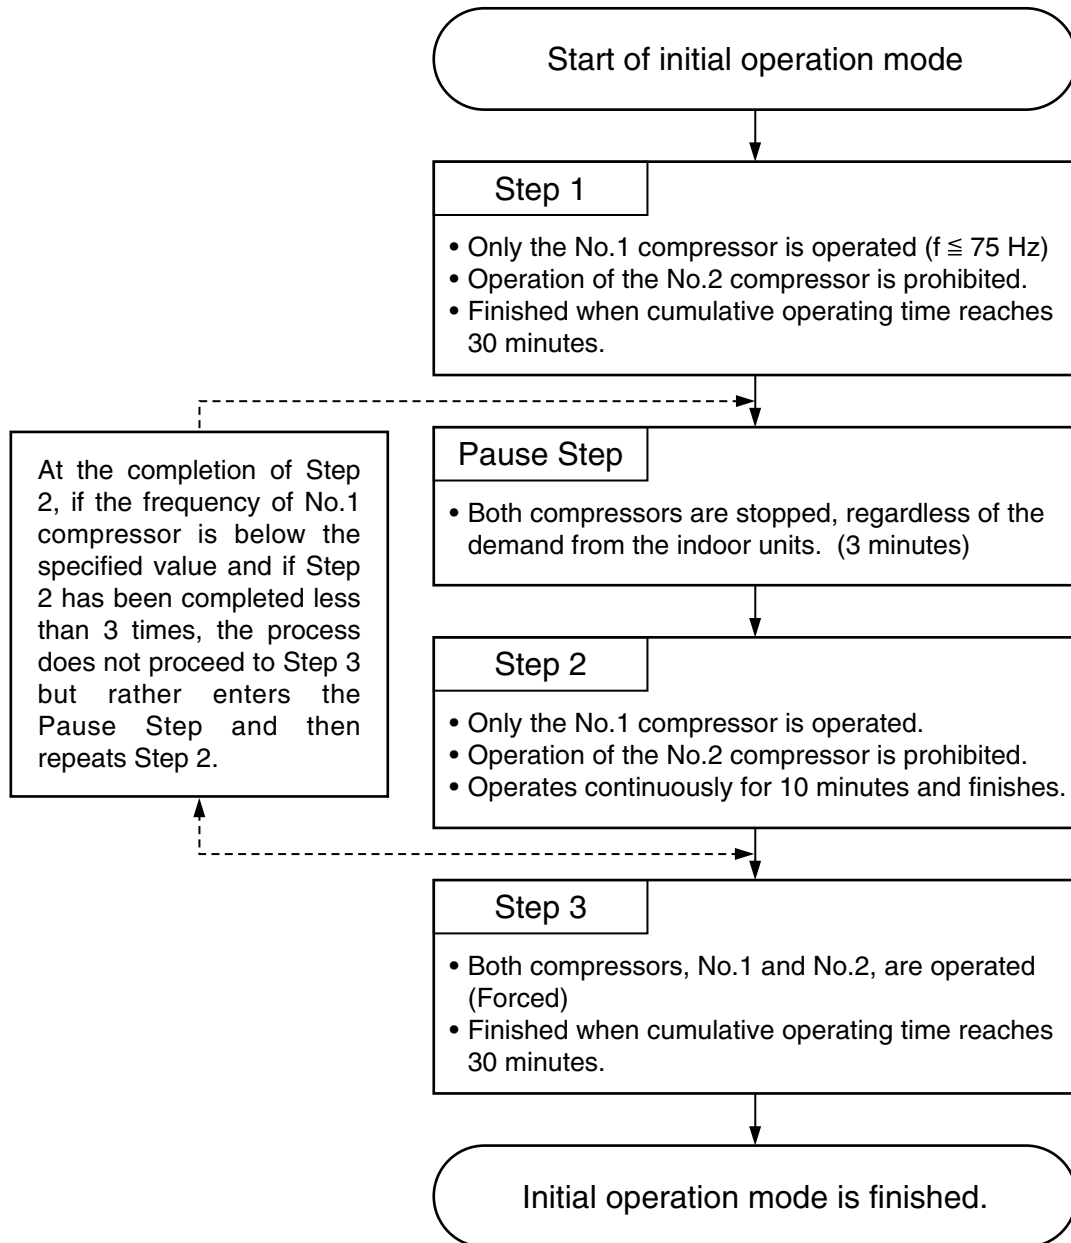 Start of initial operation mode
Step 1
• Only the No.1 compressor is operated (f ≦ 75 Hz)
• Operation of the No.2 compressor is prohibited.
• Finished when cumulative operating time reaches
30 minutes.
Pause Step
• Both compressors are stopped, regardless of the
demand from the indoor units. (3 minutes)
At the completion of Step
2, if the frequency of No.1
compressor is below the
specified value and if Step
2 has been completed less
than 3 times, the process
does not proceed to Step 3
but rather enters the
Pause Step and then
repeats Step 2.
Step 2
• Only the No.1 compressor is operated.
• Operation of the No.2 compressor is prohibited.
• Operates continuously for 10 minutes and finishes.
Step 3
• Both compressors, No.1 and No.2, are operated
(Forced)
• Finished when cumulative operating time reaches
30 minutes.
Initial operation mode is finished.